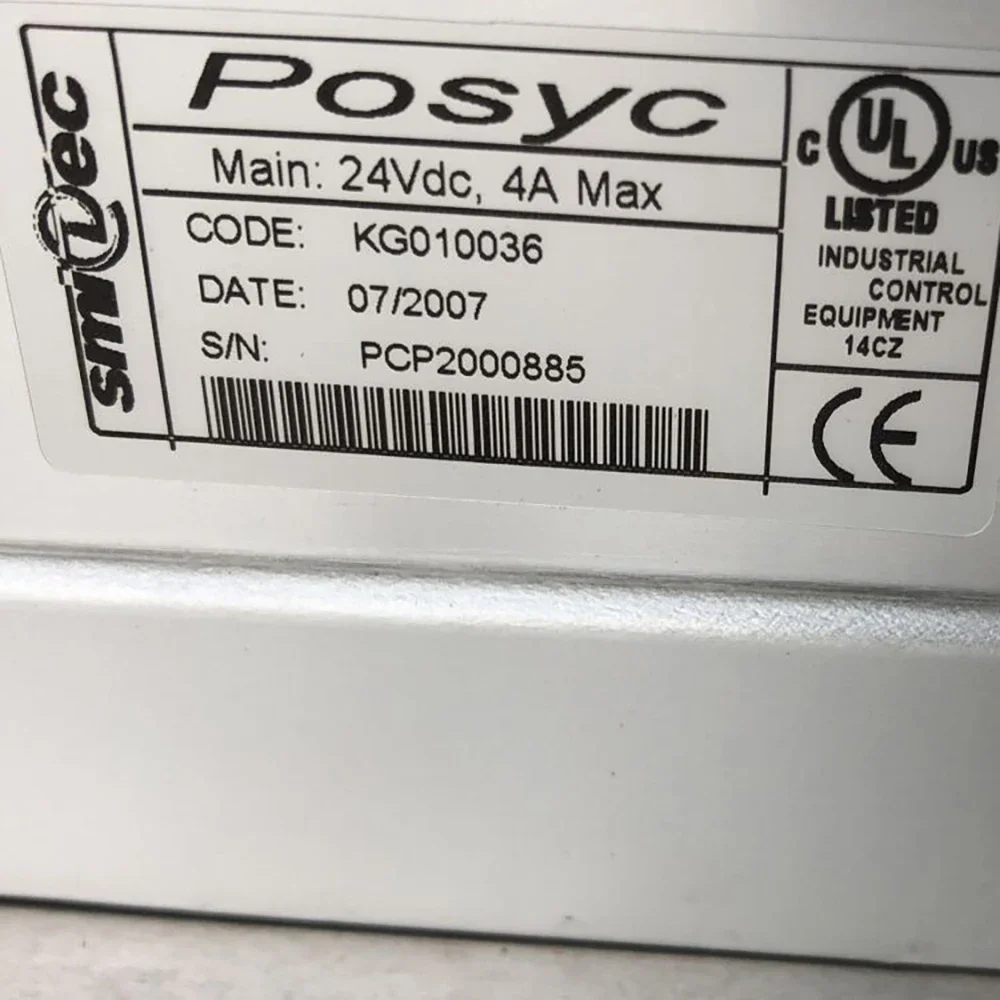 smitec
Posyc
Main: 24Vdc, 4A Max
CODE: KG010036
DATE: 07/2007
S/N: PCP2000885
C UL US
LISTED
INDUSTRIAL
CONTROL
EQUIPMENT
14CZ
CE